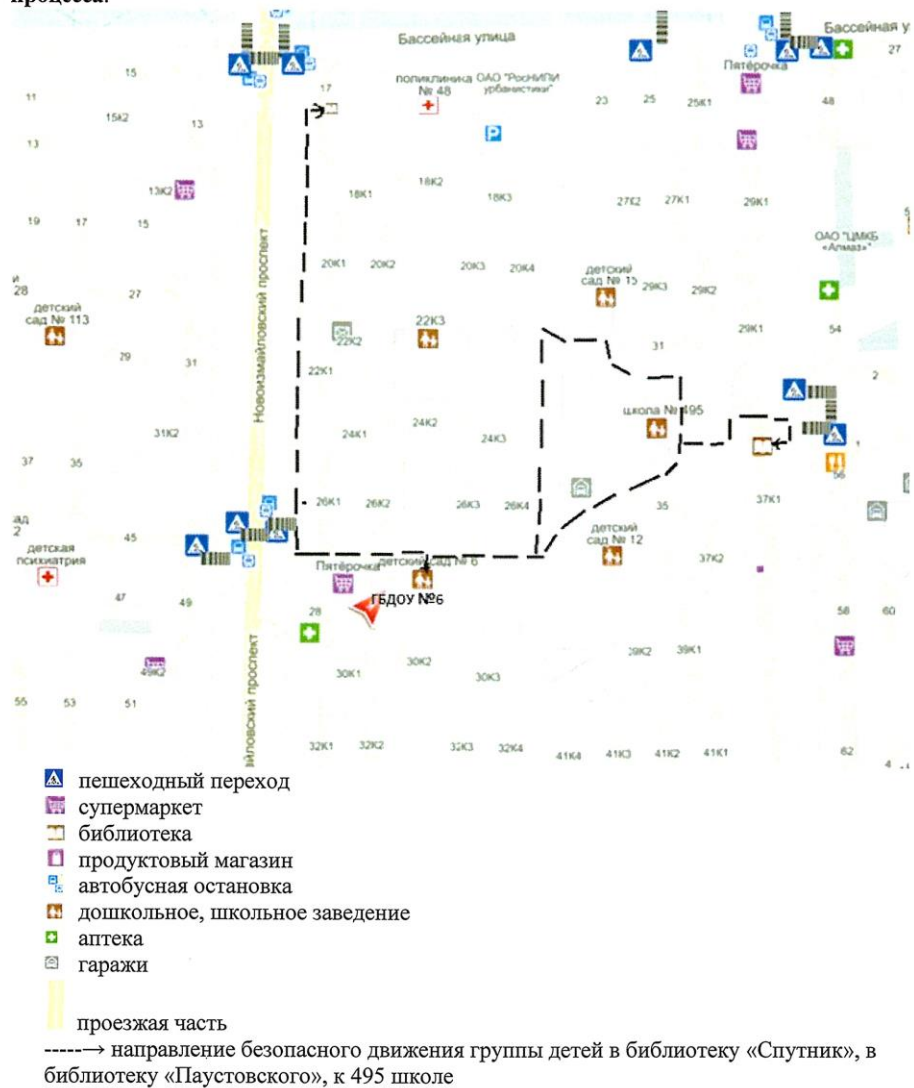 процесса.
Бассейная улица
Бассейная у
27
15
11
15К2
13
13
17
поликлиника
№ 48
ОАО "РосНИПИ
урбанистики"
23
25
25К1
Пятёрочка
48
13К2
18К1
18К2
18К3
27К2
27К1
29К1
19
17
15
Новоизмайловский проспект
ОАО "ЦМКБ
«Алмаз»"
20К1
20К2
20К3
20К4
детский
сад № 15
29К3
29К2
28
27
детский
сад № 113
22К3
22К2
29К1
54
29
31
22К1
31
2
школа № 495
31К2
24К1
24К2
24К3
37
35
56
26К1
26К2
26К3
26К4
35
37К1
45
детская
психиатрия
детский
сад № 12
37К2
Пятёрочка
детский сад № 6
ГБДОУ №6
47
49
28
58
60
30К1
30К2
30К3
39К2
39К1
49К2
55
53
51
йловский проспект
32К1
32К2
32К3
32К4
41К4
41К3
41К2
41К1
62
пешеходный переход
супермаркет
библиотека
продуктовый магазин
автобусная остановка
дошкольное, школьное заведение
аптека
гаражи
проезжая часть
-----→ направление безопасного движения группы детей в библиотеку «Спутник», в
библиотеку «Паустовского», к 495 школе